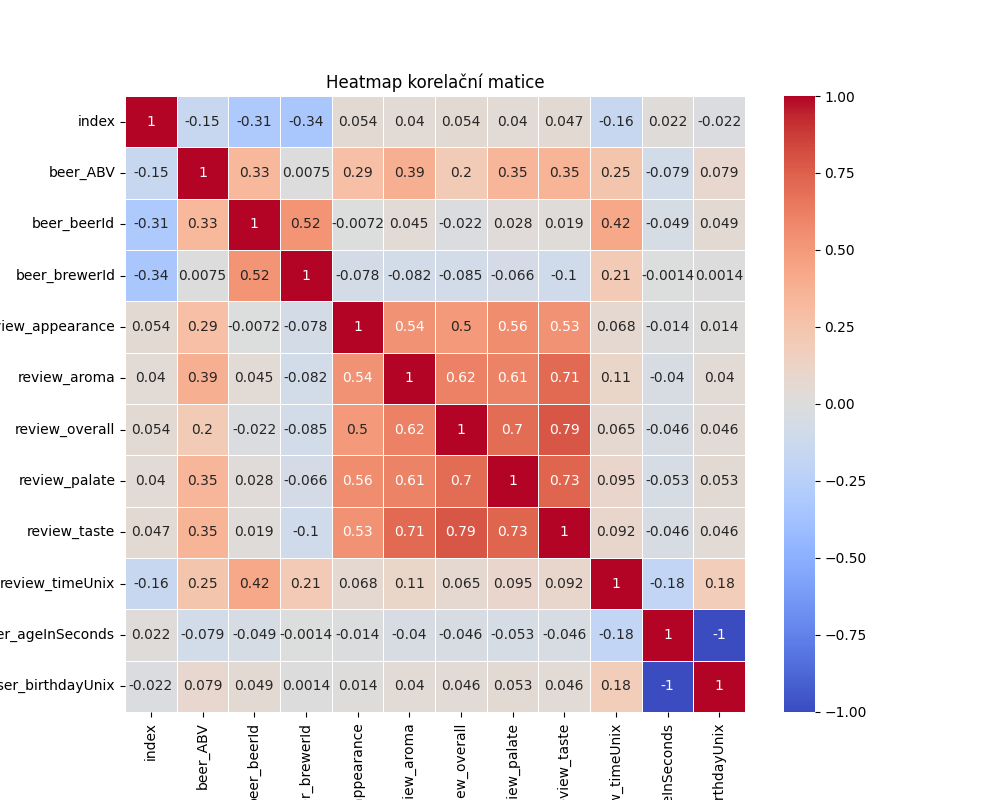 Heatmap korelační matice
index 1 -0.15 -0.31 -0.34 0.054 0.04 0.054 0.04 0.047 -0.16 0.022 -0.022
beer_ABV -0.15 1 0.33 0.0075 0.29 0.39 0.2 0.35 0.35 0.25 -0.079 0.079
beer_beerId -0.31 0.33 1 0.52 -0.0072 0.045 -0.022 0.028 0.019 0.42 -0.049 0.049
beer_brewerId -0.34 0.0075 0.52 1 -0.078 -0.082 -0.085 -0.066 -0.1 0.21 -0.0014 0.0014
iew_appearance 0.054 0.29 -0.0072 -0.078 1 0.54 0.5 0.56 0.53 0.068 -0.014 0.014
review_aroma 0.04 0.39 0.045 -0.082 0.54 1 0.62 0.61 0.71 0.11 -0.04 0.04
review_overall 0.054 0.2 -0.022 -0.085 0.5 0.62 1 0.7 0.79 0.065 -0.046 0.046
review_palate 0.04 0.35 0.028 -0.066 0.56 0.61 0.7 1 0.73 0.095 -0.053 0.053
review_taste 0.047 0.35 0.019 -0.1 0.53 0.71 0.79 0.73 1 0.092 -0.046 0.046
review_timeUnix -0.16 0.25 0.42 0.21 0.068 0.11 0.065 0.095 0.092 1 -0.18 0.18
er_ageInSeconds 0.022 -0.079 -0.049 -0.0014 -0.014 -0.04 -0.046 -0.053 -0.046 -0.18 1 -1
ser_birthdayUnix -0.022 0.079 0.049 0.0014 0.014 0.04 0.046 0.053 0.046 0.18 -1 1
index
beer_ABV
eer_beerId
r_brewerId
appearance
iew_aroma
w_overall
ew_palate
view_taste
w_timeUnix
eInSeconds
rthdayUnix
1.00
0.75
0.50
0.25
0.00
−0.25
−0.50
−0.75
−1.00